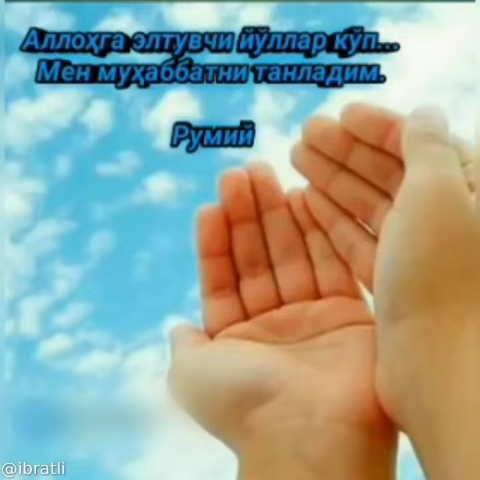 Аллоҳга элтувчи йўллар кўп...
Мен муҳаббатни танладим.
Румий
@ibratli